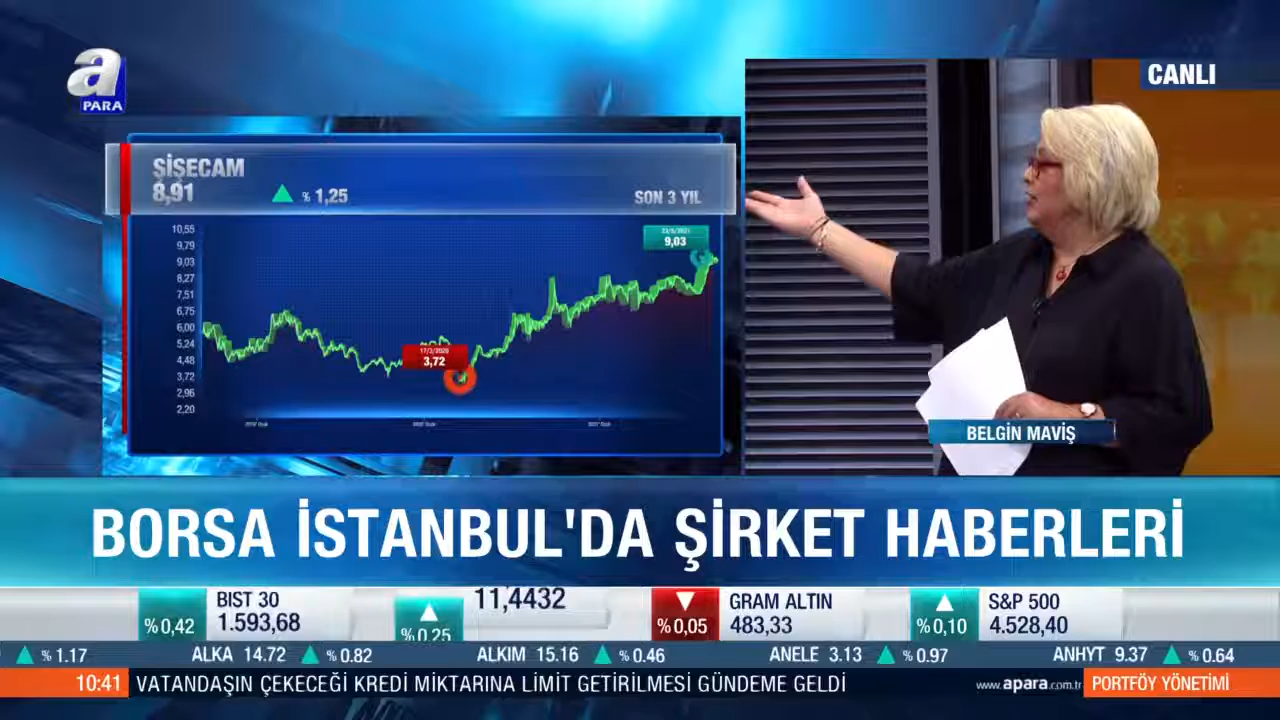 a
PARA
CANLI
ŞİŞECAM
8,91
% 1,25
SON 3 YIL
10,55
9,79
9,03
8,27
7,51
6,75
6,00
5,24
4,48
3,72
2,96
2,20
9,03
17/3/2020
3,72
BELGİN MAVİŞ
BORSA İSTANBUL'DA ŞİRKET HABERLERİ
%0,42
BIST 30
1.593,68
%0,25
11,4432
%0,05
GRAM ALTIN
483,33
%0,10
S&P 500
4.528,40
% 1.17 ALKA 14.72 % 0.82 ALKIM 15.16 % 0.46 ANELE 3.13 % 0.97 ANHYT 9.37 % 0.64
10:41 VATANDAŞIN ÇEKECEĞİ KREDİ MİKTARINA LİMİT GETİRİLMESİ GÜNDEME GELDİ www.apara.com.tr PORTFÖY YÖNETİMİ